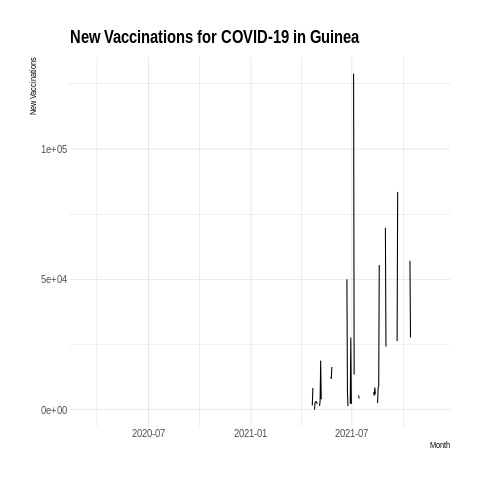 New Vaccinations for COVID-19 in Guinea
New Vaccinations
1e+05
5e+04
0e+00
2020-07
2021-01
2021-07
Month